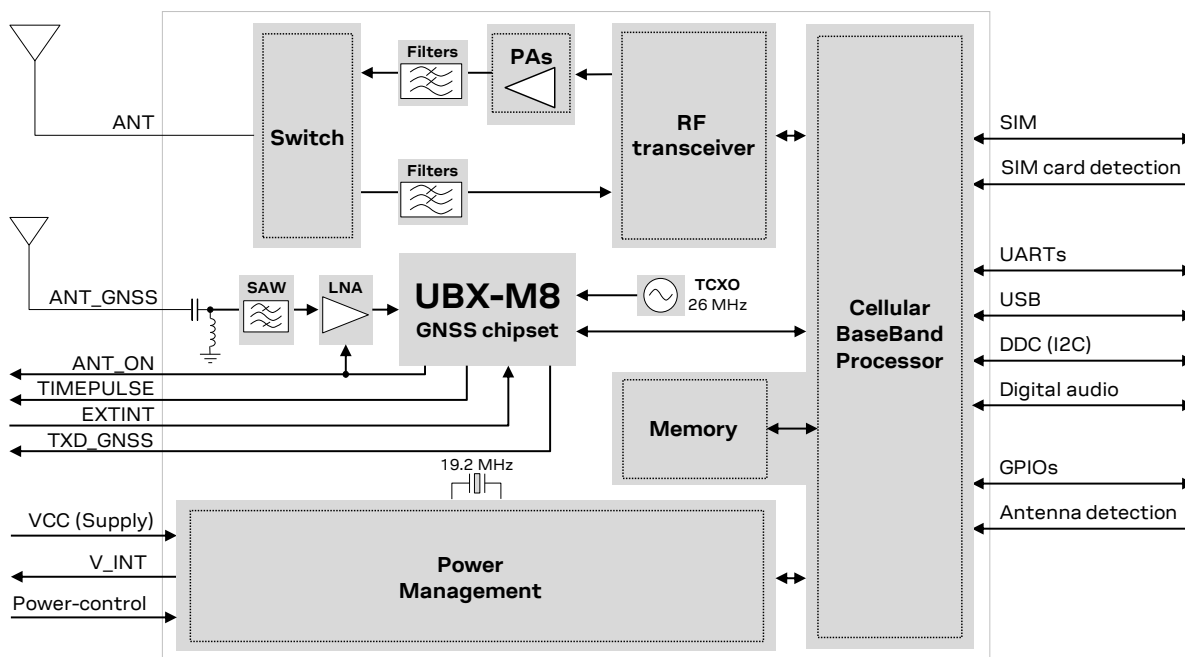 Filters
PAs
ANT
Switch
RF
transceiver
SIM
Filters
SIM card detection
ANT_GNSS
SAW
LNA
UBX-M8
GNSS chipset
TCXO
26 MHz
UARTs
USB
Cellular
BaseBand
Processor
DDC (I2C)
Digital audio
ANT_ON
TIMEPULSE
EXTINT
TXD_GNSS
Memory
19.2 MHz
GPIOs
Antenna detection
VCC (Supply)
V_INT
Power-control
Power
Management